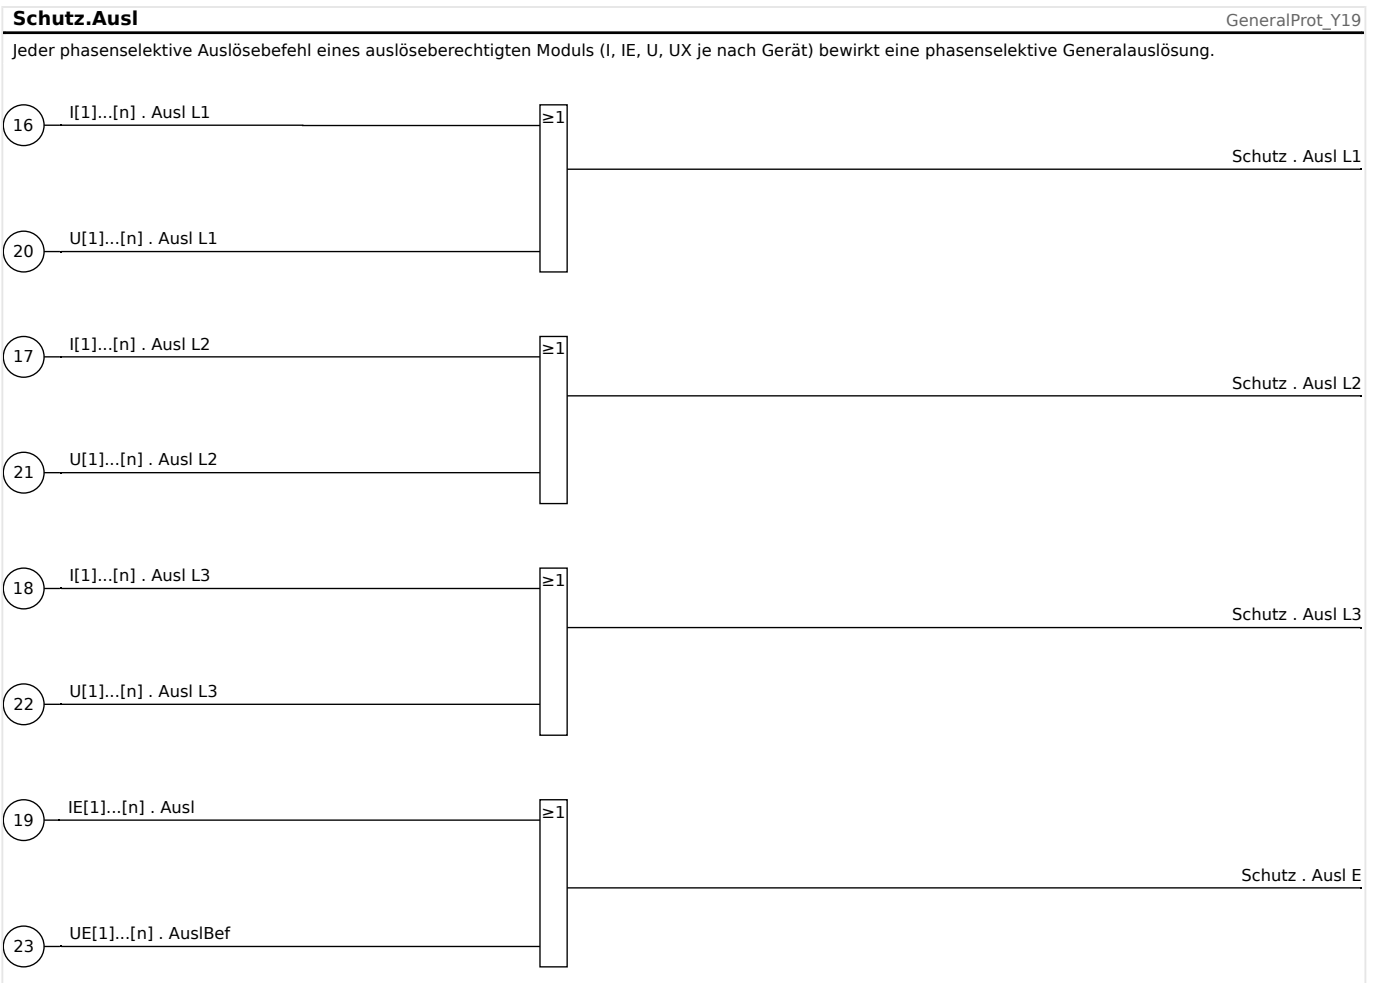 Schutz.Ausl
GeneralProt_Y19
Jeder phasenselektive Auslösebefehl eines auslöseberechtigten Moduls (I, IE, U, UX je nach Gerät) bewirkt eine phasenselektive Generalauslösung.
16
I[1]...[n] . Ausl L1
≥1
Schutz . Ausl L1
20
U[1]...[n] . Ausl L1
17
I[1]...[n] . Ausl L2
≥1
Schutz . Ausl L2
21
U[1]...[n] . Ausl L2
18
I[1]...[n] . Ausl L3
≥1
Schutz . Ausl L3
22
U[1]...[n] . Ausl L3
19
IE[1]...[n] . Ausl
≥1
Schutz . Ausl E
23
UE[1]...[n] . AuslBef